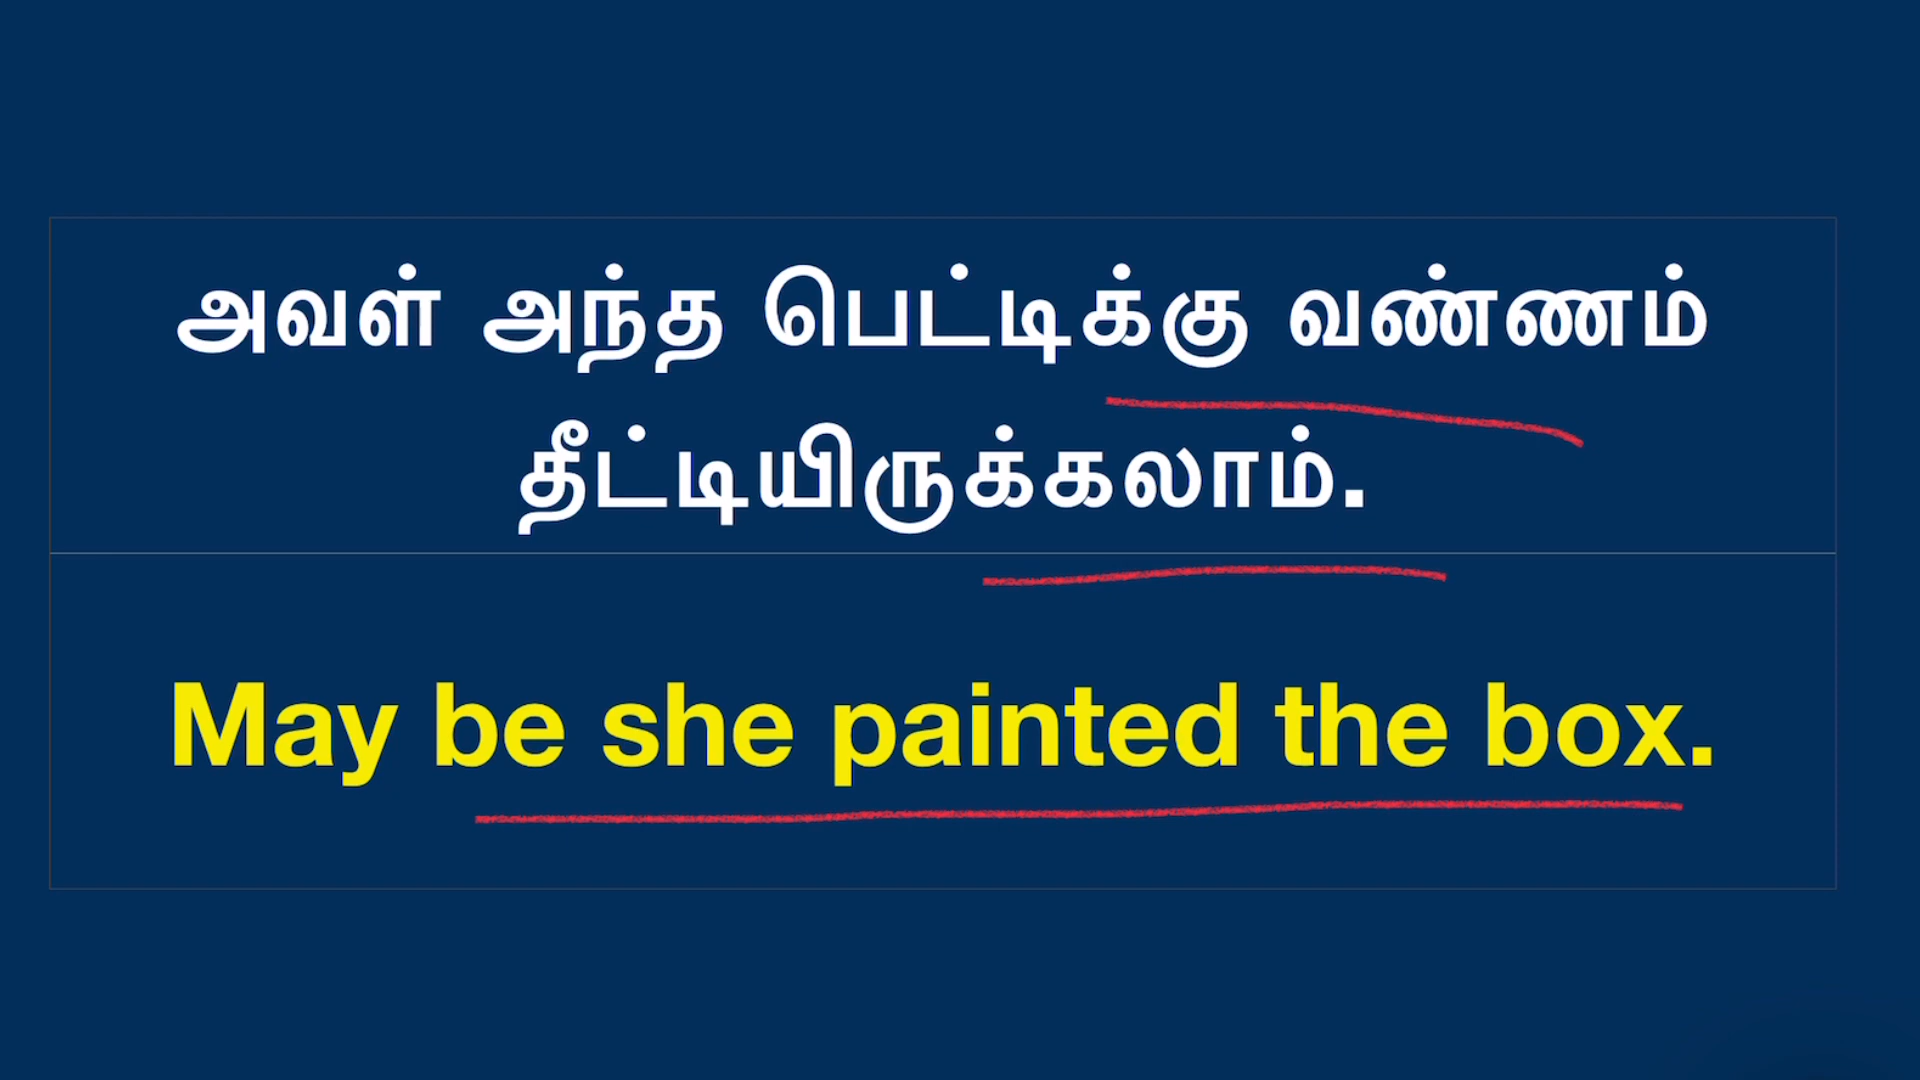 அவள் அந்த பெட்டிக்கு வண்ணம்
தீட்டியிருக்கலாம்.
May be she painted the box.